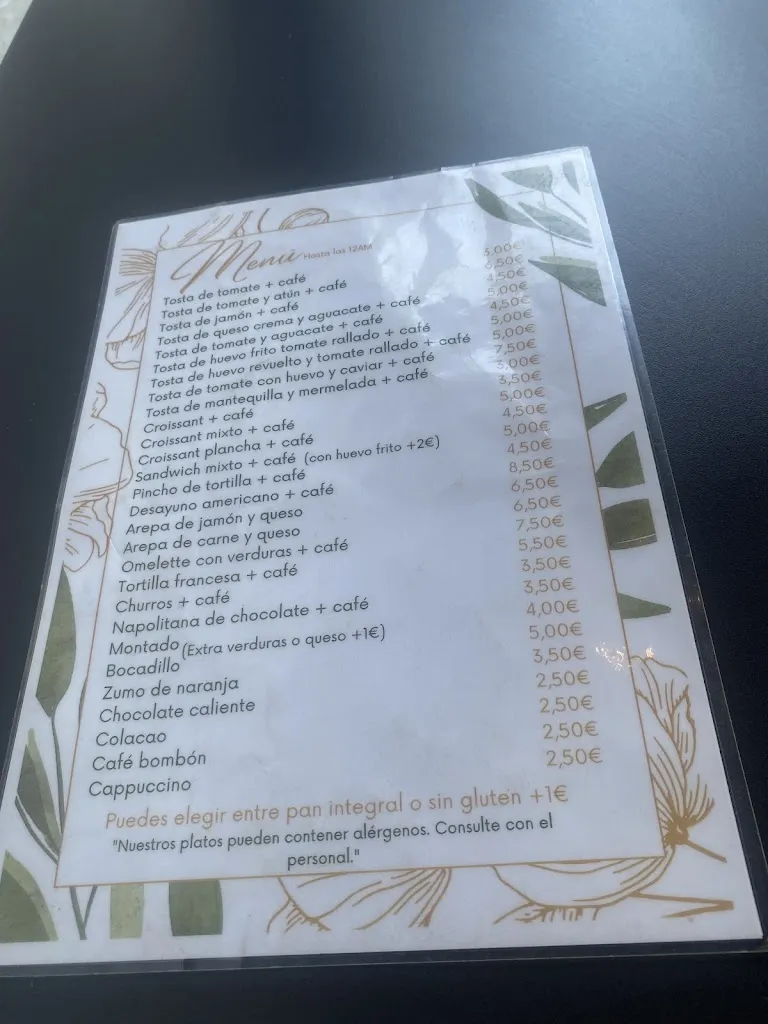 Menú Hasta las 12AM
Tosta de tomate + café 3,00€
Tosta de tomate y atún + café
Tosta de jamón + café 4,50€
Tosta de queso crema y aguacate + café 5,00€
Tosta de tomate y aguacate + café 4,50€
Tosta de huevo frito tomate rallado + café 5,00€
Tosta de huevo revuelto y tomate rallado + café 5,00€
Tosta de tomate con huevo y caviar + café 7,50€
Tosta de mantequilla y mermelada + café 3,00€
Croissant + café 3,50€
Croissant mixto + café 5,00€
Croissant plancha + café 4,50€
Sandwich mixto + café (con huevo frito +2€) 5,00€
Pincho de tortilla + café 4,50€
Desayuno americano + café 8,50€
Arepa de jamón y queso 6,50€
Arepa de carne y queso 6,50€
Omelette con verduras + café 7,50€
Tortilla francesa + café 5,50€
Churros + café 3,50€
Napolitana de chocolate + café 3,50€
Montado 4,00€
(Extra verduras o queso +1€)
Bocadillo 5,00€
Zumo de naranja 3,50€
Chocolate caliente 2,50€
Colacao 2,50€
Café bombón 2,50€
Cappuccino 2,50€
Puedes elegir entre pan integral o sin gluten +1€
"Nuestros platos pueden contener alérgenos. Consulte con el
personal."